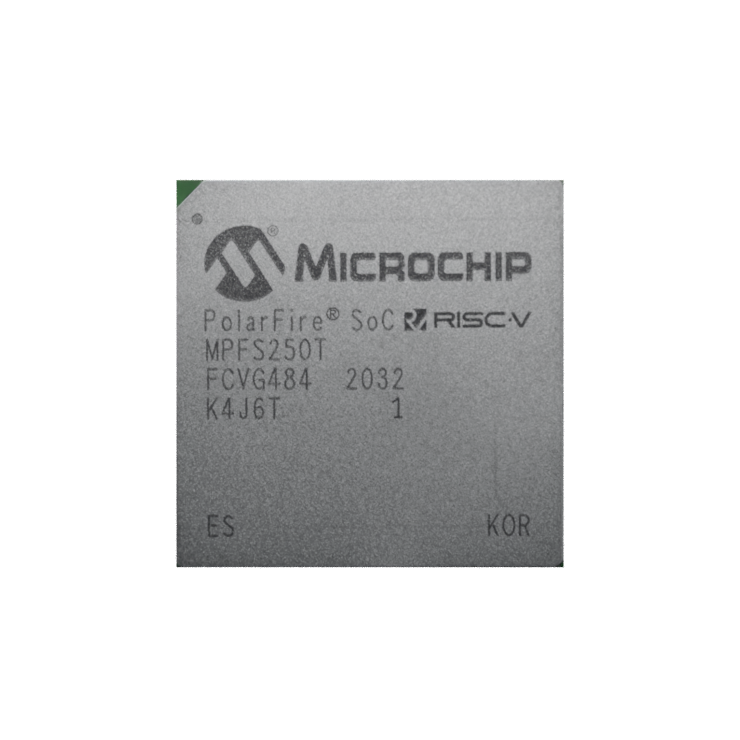 MICROCHIP®
PolarFire® SoC RISC-V
MPFS250T
FCVG484 2032
K4J6T 1
ES KOR